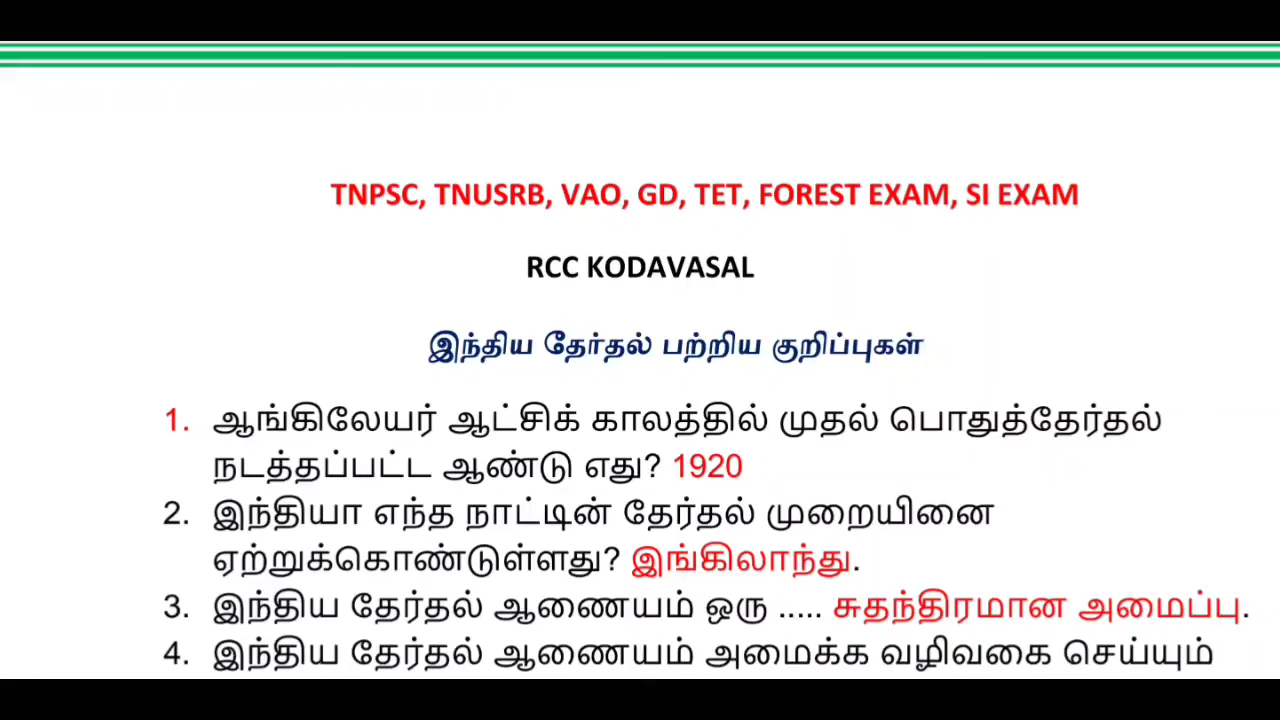 TNPSC, TNUSRB, VAO, GD, TET, FOREST EXAM, SI EXAM
RCC KODAVASAL
இந்திய தேர்தல் பற்றிய குறிப்புகள்
1. ஆங்கிலேயர் ஆட்சிக் காலத்தில் முதல் பொதுத்தேர்தல்
நடத்தப்பட்ட ஆண்டு எது? 1920
2. இந்தியா எந்த நாட்டின் தேர்தல் முறையினை
ஏற்றுக்கொண்டுள்ளது? இங்கிலாந்து.
3. இந்திய தேர்தல் ஆணையம் ஒரு ..... சுதந்திரமான அமைப்பு.
4. இந்திய தேர்தல் ஆணையம் அமைக்க வழிவகை செய்யும்